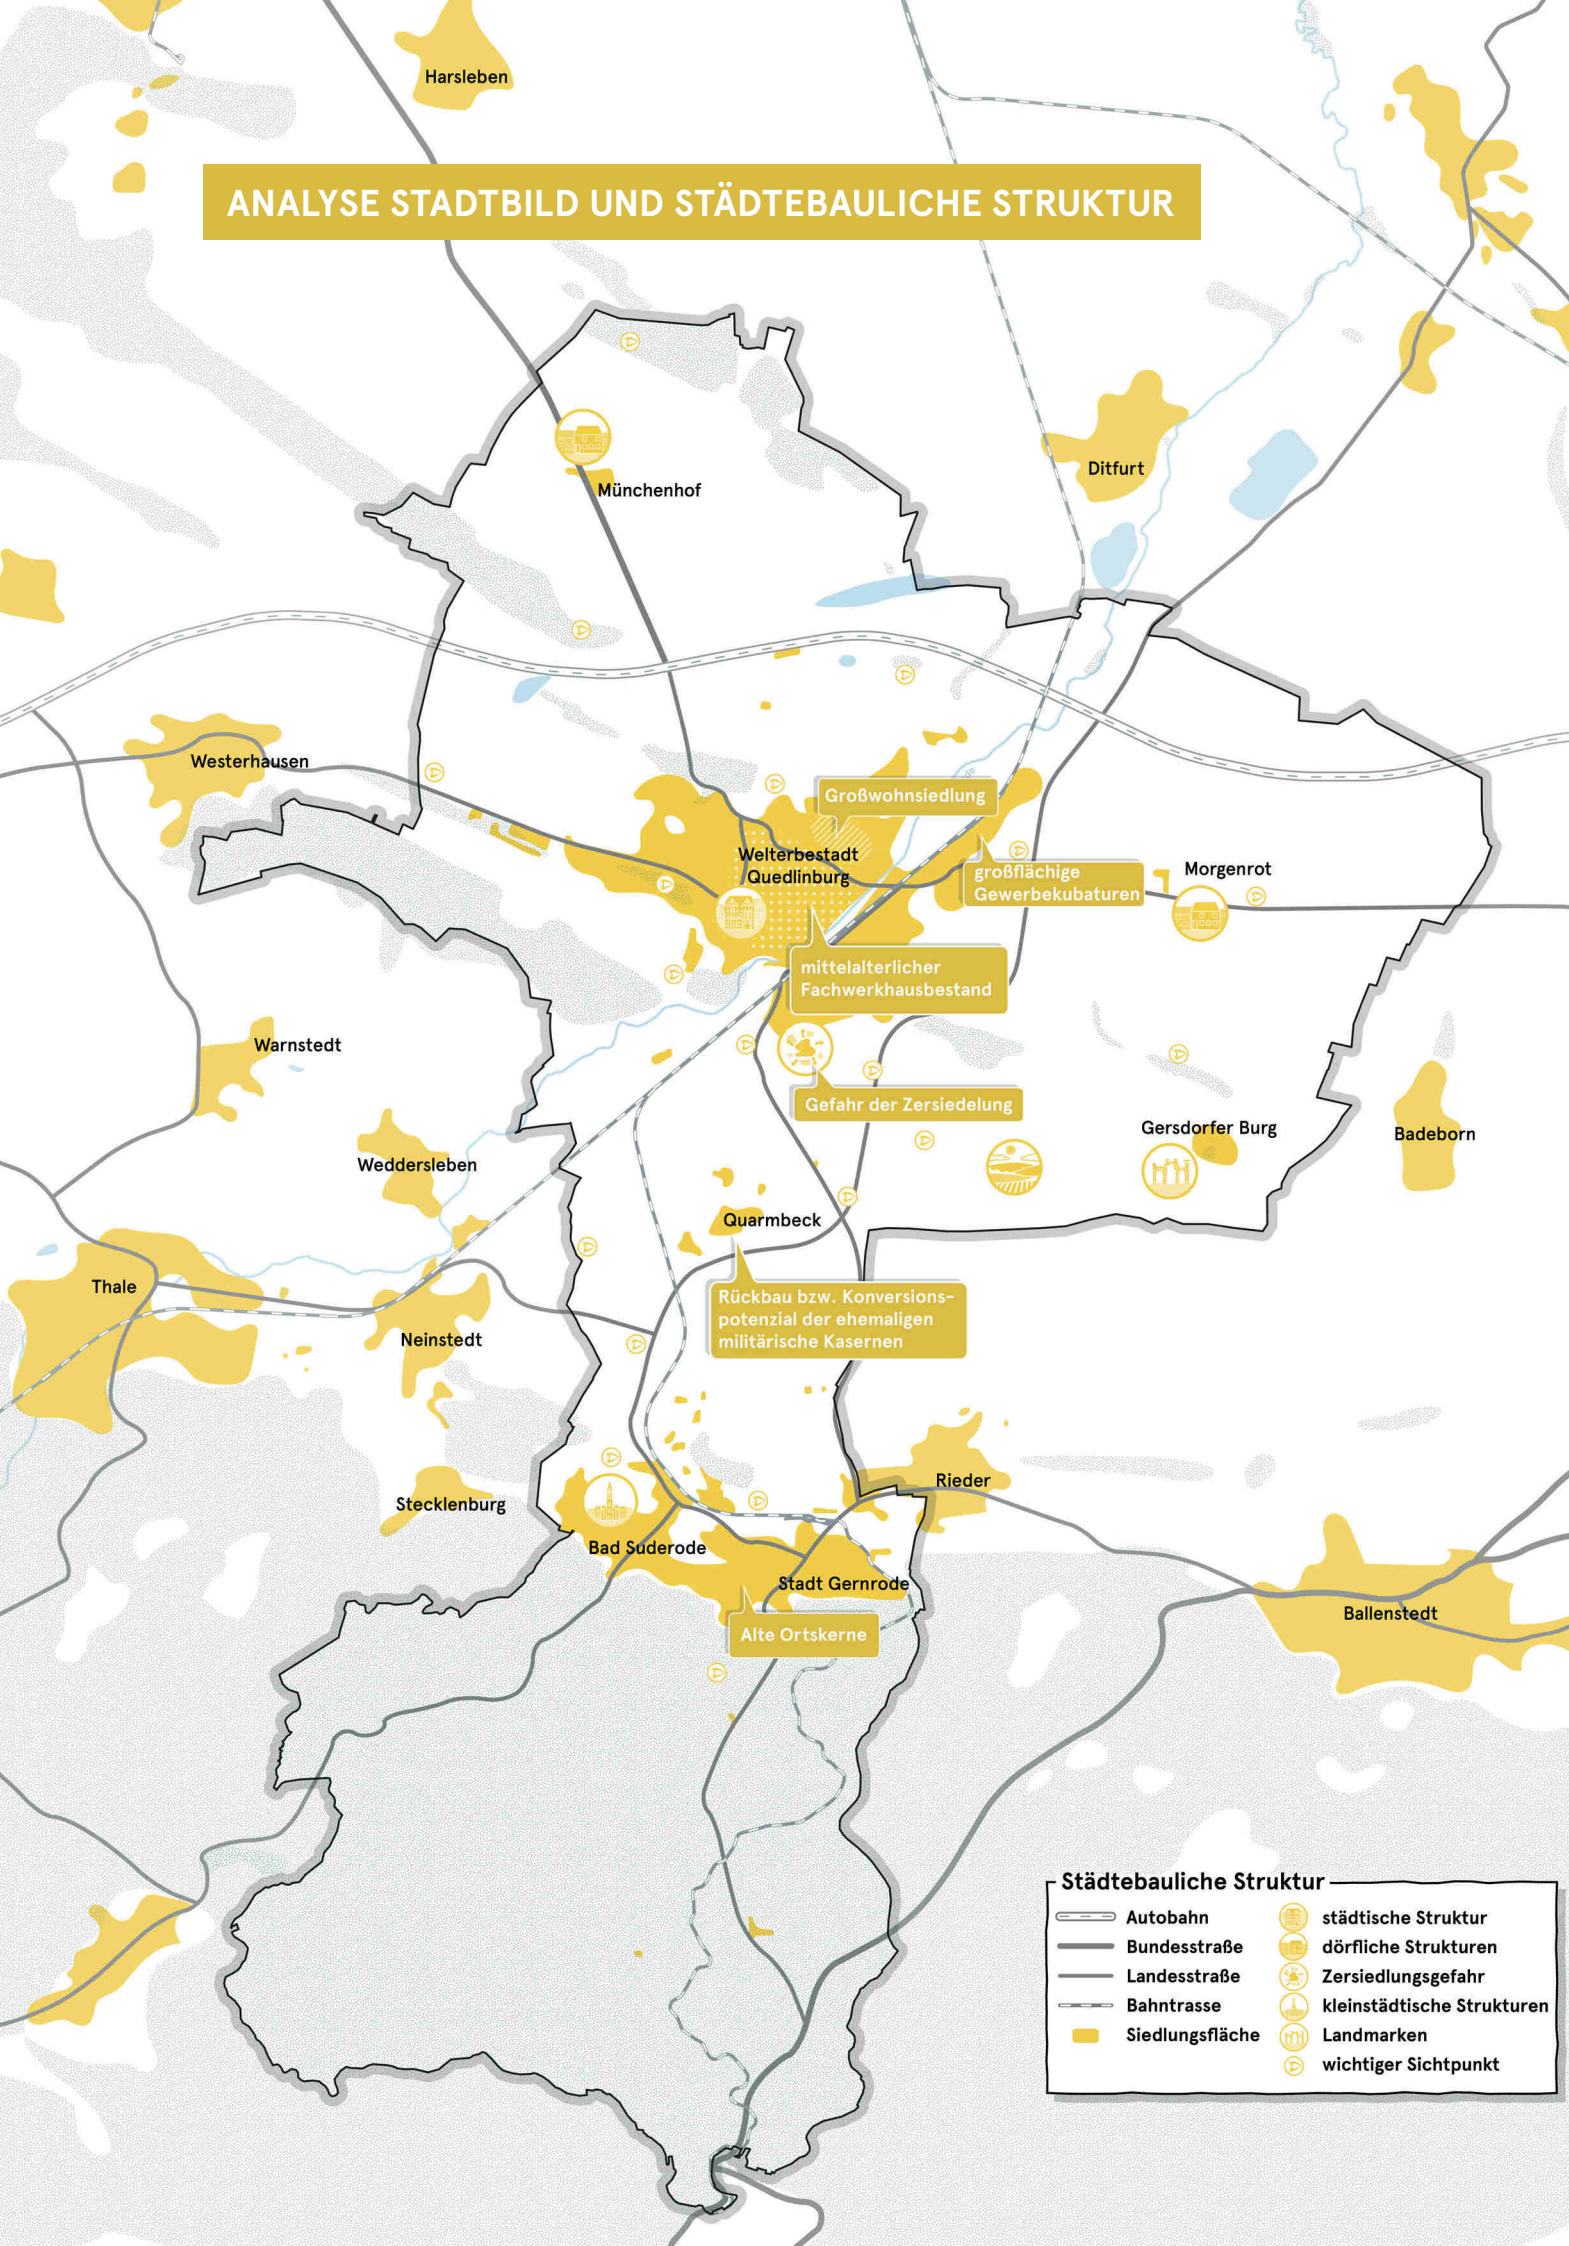 Harsleben
ANALYSE STADTBILD UND STÄDTEBAULICHE STRUKTUR
Ditfurt
Münchenhof
Westerhausen
Großwohnsiedlung
Welterbestadt
Quedlinburg
großflächige
Gewerbekubaturen
Morgenrot
mittelalterlicher
Fachwerkhausbestand
Warnstedt
Gefahr der Zersiedelung
Gersdorfer Burg
Badeborn
Weddersleben
Quarmbeck
Thale
Rückbau bzw. Konversions-
potenzial der ehemaligen
militärische Kasernen
Neinstedt
Rieder
Stecklenburg
Bad Suderode
Stadt Gernrode
Ballenstedt
Alte Ortskerne
Städtebauliche Struktur
Autobahn
Bundesstraße
Landesstraße
Bahntrasse
Siedlungsfläche
städtische Struktur
dörfliche Strukturen
Zersiedlungsgefahr
kleinstädtische Strukturen
Landmarken
wichtiger Sichtpunkt